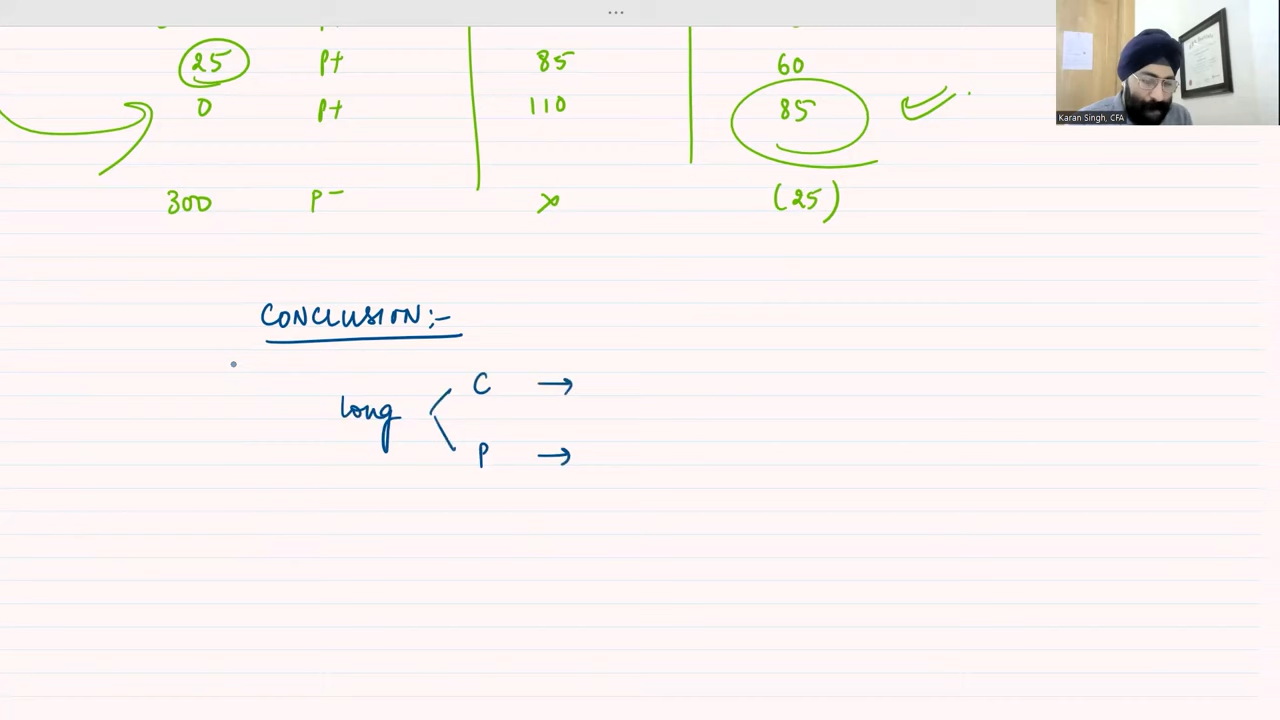 25 P+ 85 60
0 P+ 110 85
Karan Singh, CFA
300 P- x (25)
CONCLUSION:-
C →
long
P →